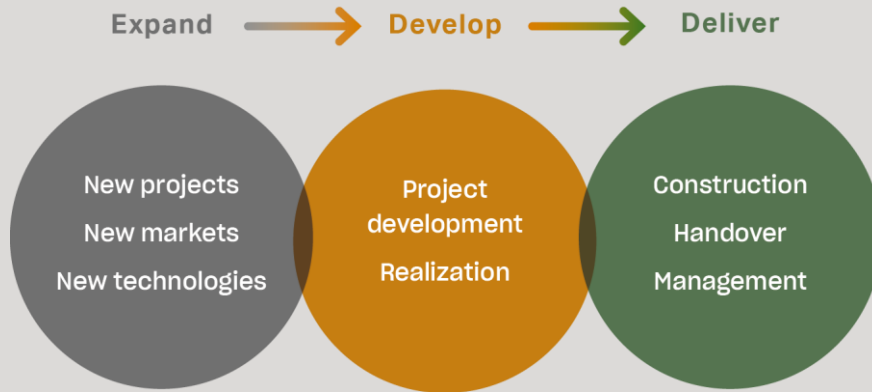 Expand
Develop
Deliver
New projects
New markets
New technologies
Project
development
Realization
Construction
Handover
Management